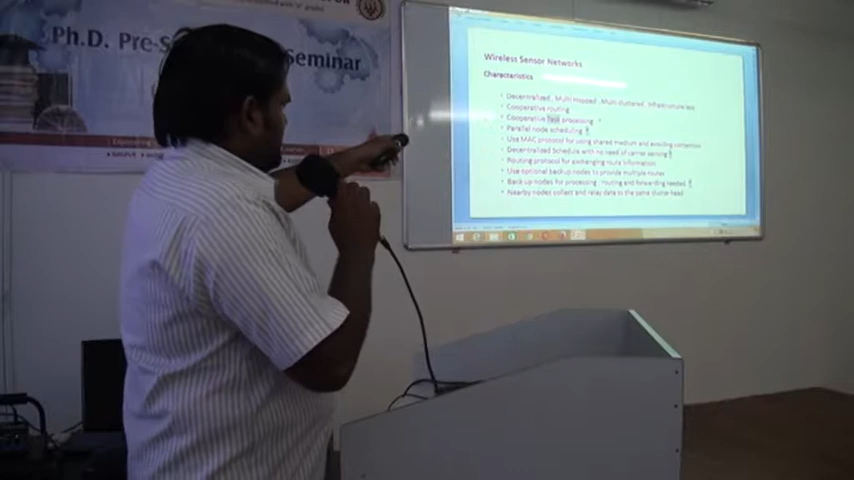 Ph.D. Pre-S
Seminar
Wireless Sensor Networks
Characteristics
• Decentralized , Multi-Hopped , Multi-clustered , Infrastructure less
• Cooperative routing
• Cooperative Task processing
• Parallel node scheduling
• Use MAC protocol for using shared medium and avoiding contention
• Decentralized Schedule with no need of carrier sensing
• Routing protocol for exchanging route information
• Use optional backup nodes to provide multiple routes
• Back up nodes for processing , routing and forwarding needed
• Nearby nodes collect and relay data to the same cluster head